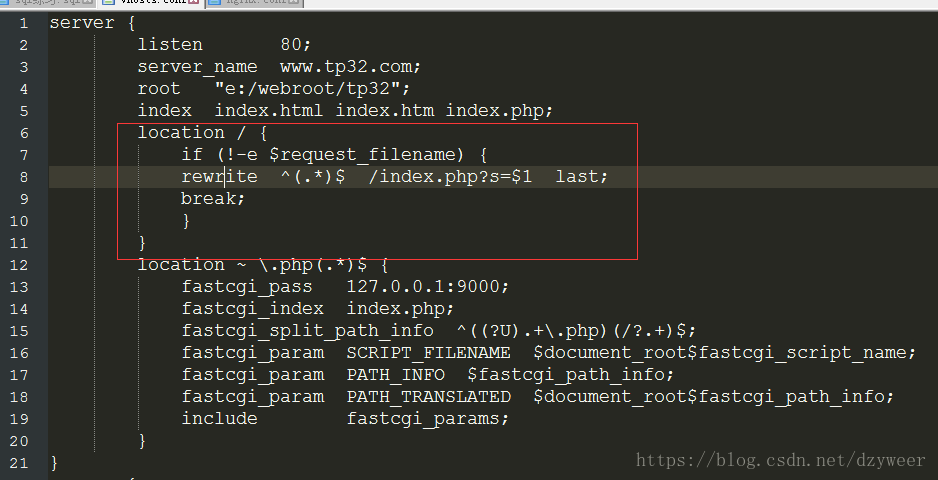 vhosts.conf
nginx.conf
1 server {
2 listen 80;
3 server_name www.tp32.com;
4 root "e:/webroot/tp32";
5 index index.html index.htm index.php;
6 location / {
7 if (!-e $request_filename) {
8 rewrite ^(.*)$ /index.php?s=$1 last;
9 break;
10 }
11 }
12 location ~ \.php(.*)$ {
13 fastcgi_pass 127.0.0.1:9000;
14 fastcgi_index index.php;
15 fastcgi_split_path_info ^((?U).+\.php)(/?.+)$;
16 fastcgi_param SCRIPT_FILENAME $document_root$fastcgi_script_name;
17 fastcgi_param PATH_INFO $fastcgi_path_info;
18 fastcgi_param PATH_TRANSLATED $document_root$fastcgi_path_info;
19 include fastcgi_params;
20 }
21 }
https://blog.csdn.net/dzyweer